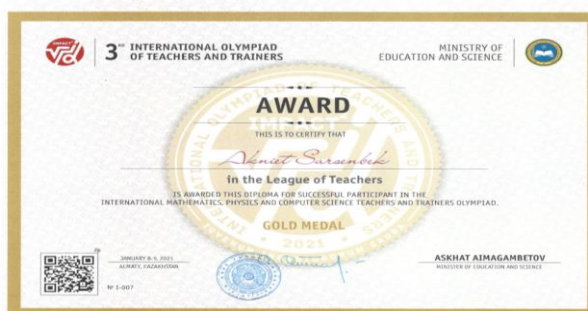 3RD INTERNATIONAL OLYMPIAD
OF TEACHERS AND TRAINERS
MINISTRY OF
EDUCATION AND SCIENCE
AWARD
THIS IS TO CERTIFY THAT
Akniet Sarsenbek
in the League of Teachers
IS AWARDED THIS DIPLOMA FOR SUCCESSFUL PARTICIPANT IN THE
INTERNATIONAL MATHEMATICS, PHYSICS AND COMPUTER SCIENCE TEACHERS AND TRAINERS OLYMPIAD.
GOLD MEDAL
2021
JANUARY 8-9, 2021
ALMATY, KAZAKHSTAN
ASKHAT AIMAGAMBETOV
MINISTER OF EDUCATION AND SCIENCE
№ I-007